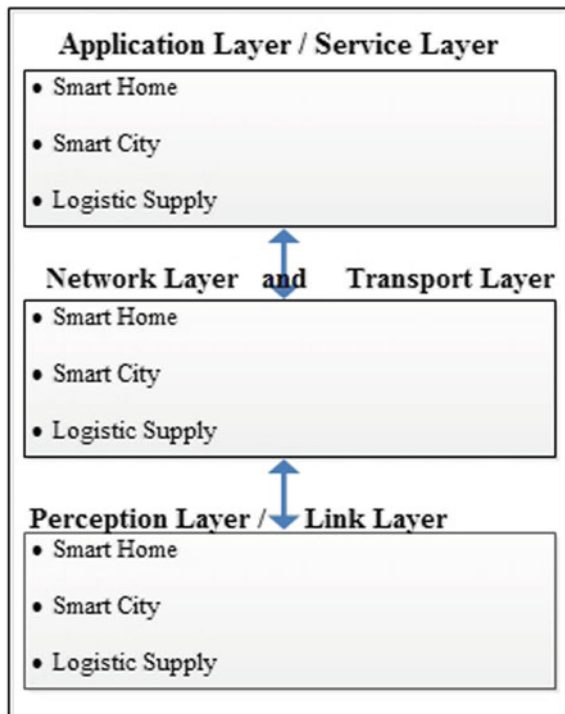 Application Layer / Service Layer
• Smart Home
• Smart City
• Logistic Supply
Network Layer and Transport Layer
• Smart Home
• Smart City
• Logistic Supply
Perception Layer / Link Layer
• Smart Home
• Smart City
• Logistic Supply